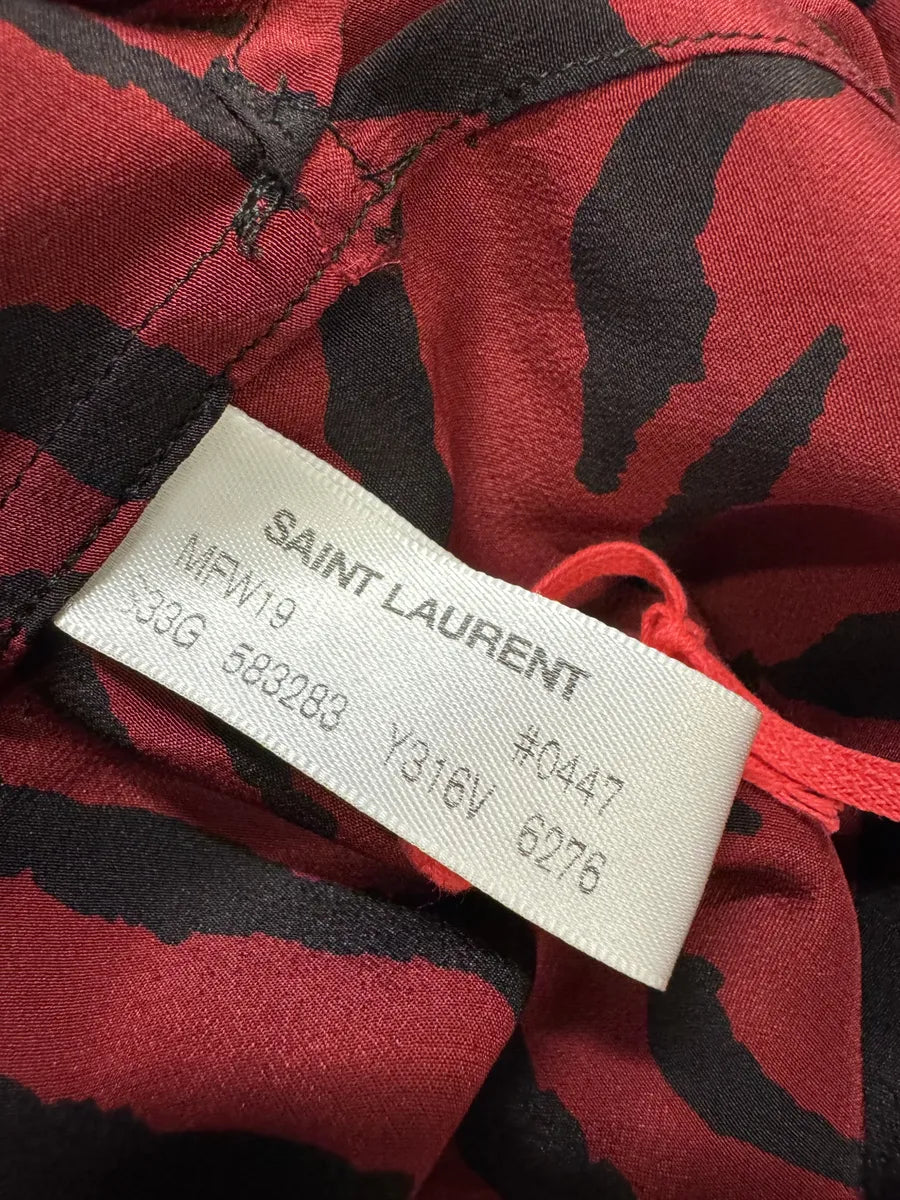 SAINT LAURENT
MFW19 #0447
33G 583283 Y316V 6276